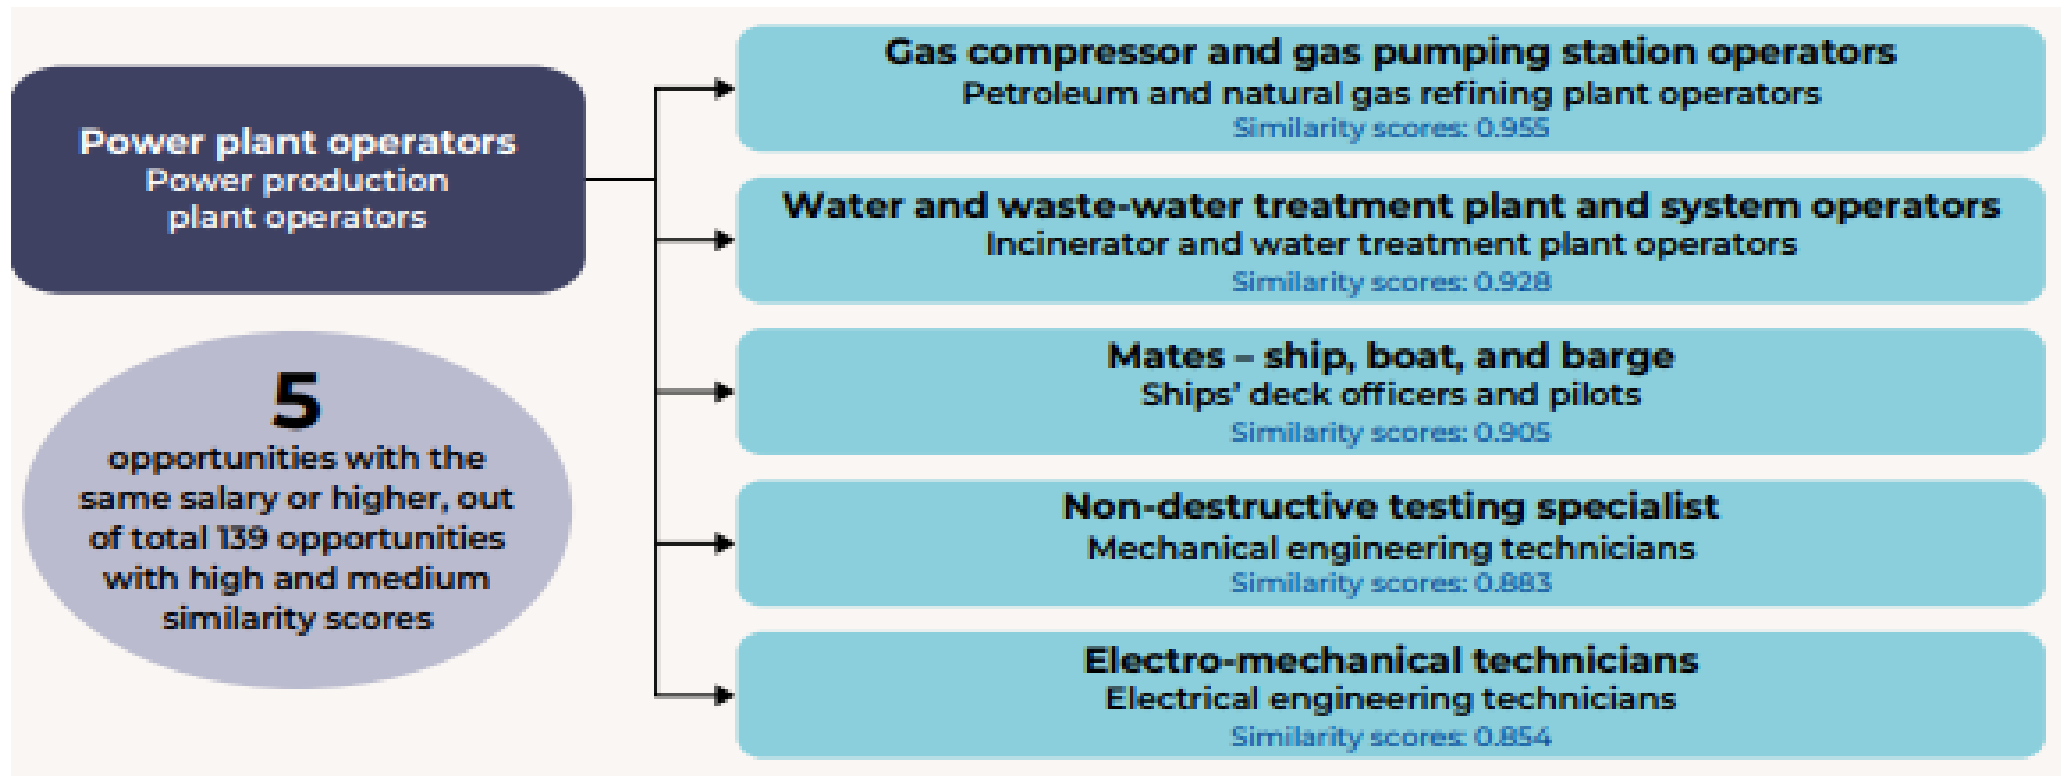 Power plant operators
Power production
plant operators
5
opportunities with the
same salary or higher, out
of total 139 opportunities
with high and medium
similarity scores
Gas compressor and gas pumping station operators
Petroleum and natural gas refining plant operators
Similarity scores: 0.955
Water and waste-water treatment plant and system operators
Incinerator and water treatment plant operators
Similarity scores: 0.928
Mates – ship, boat, and barge
Ships’ deck officers and pilots
Similarity scores: 0.905
Non-destructive testing specialist
Mechanical engineering technicians
Similarity scores: 0.883
Electro-mechanical technicians
Electrical engineering technicians
Similarity scores: 0.854